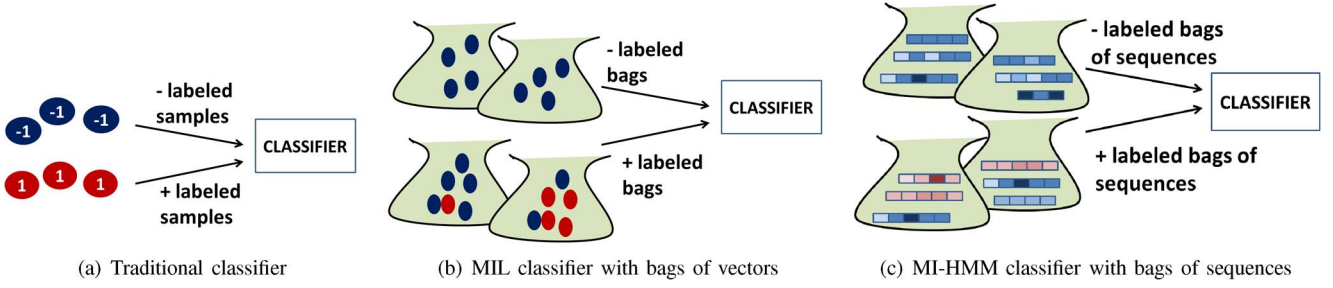 -1 -1 -1
- labeled
samples
1 1 1
+ labeled
samples
CLASSIFIER
(a) Traditional classifier
- labeled
bags
+ labeled
bags
CLASSIFIER
(b) MIL classifier with bags of vectors
- labeled bags
of sequences
+ labeled bags of
sequences
CLASSIFIER
(c) MI-HMM classifier with bags of sequences